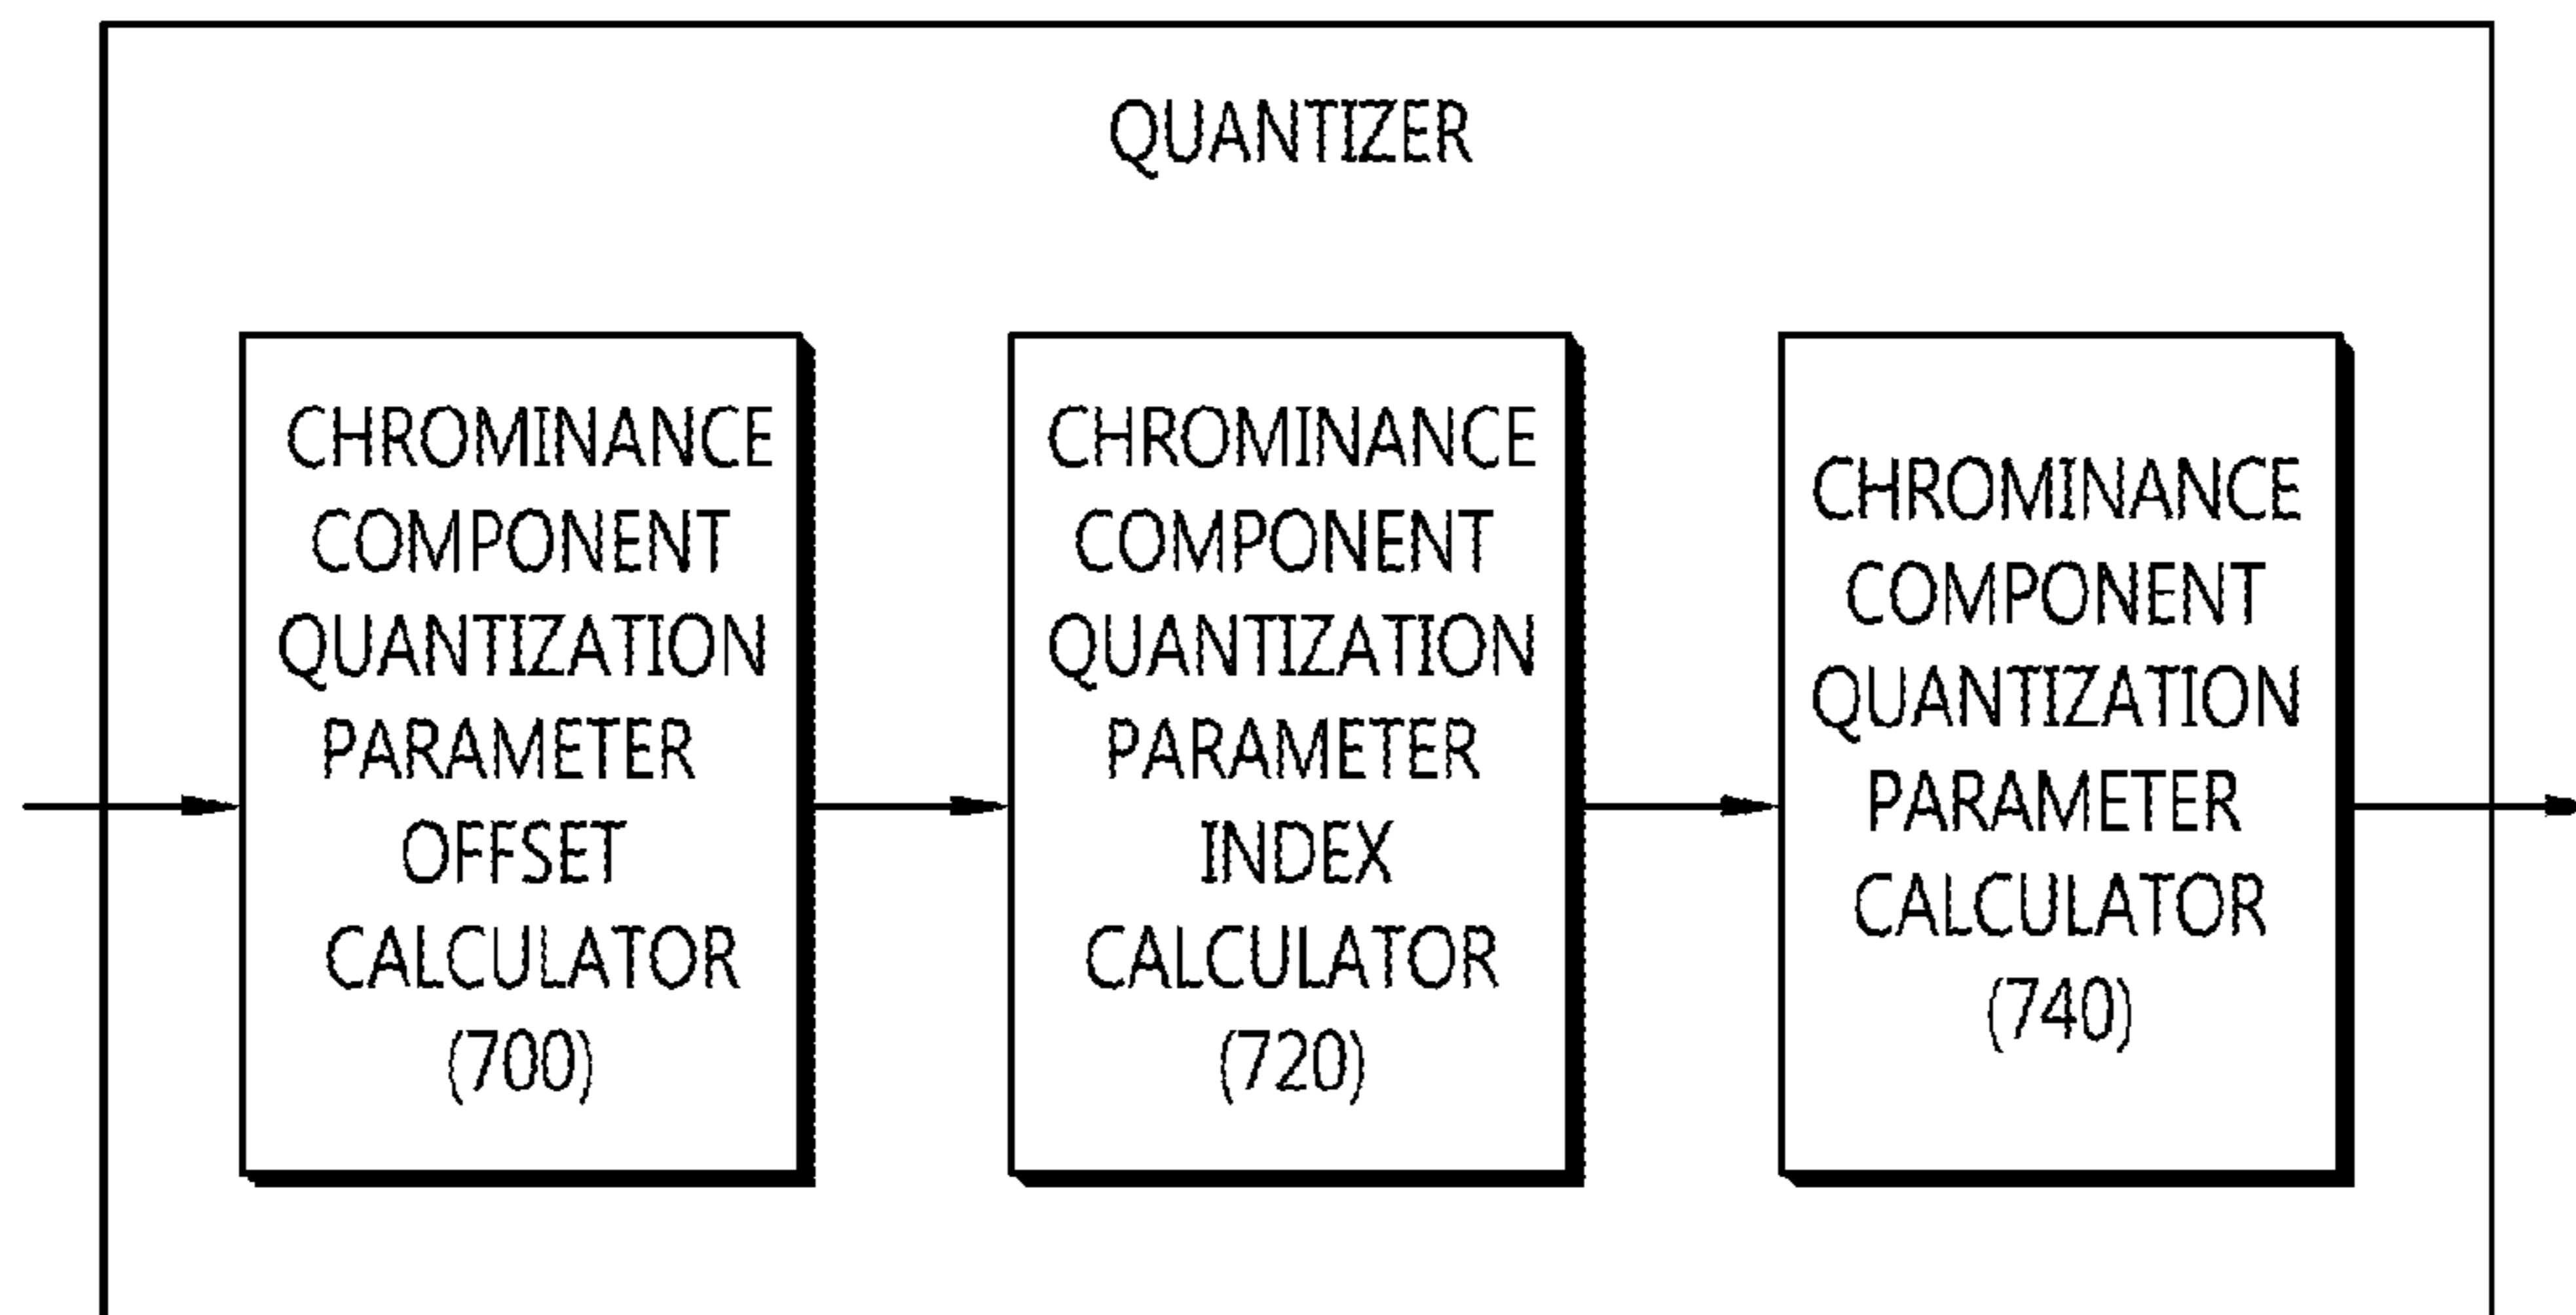 QUANTIZER
CHROMINANCE
COMPONENT
QUANTIZATION
PARAMETER
OFFSET
CALCULATOR
(700)
CHROMINANCE
COMPONENT
QUANTIZATION
PARAMETER
INDEX
CALCULATOR
(720)
CHROMINANCE
COMPONENT
QUANTIZATION
PARAMETER
CALCULATOR
(740)